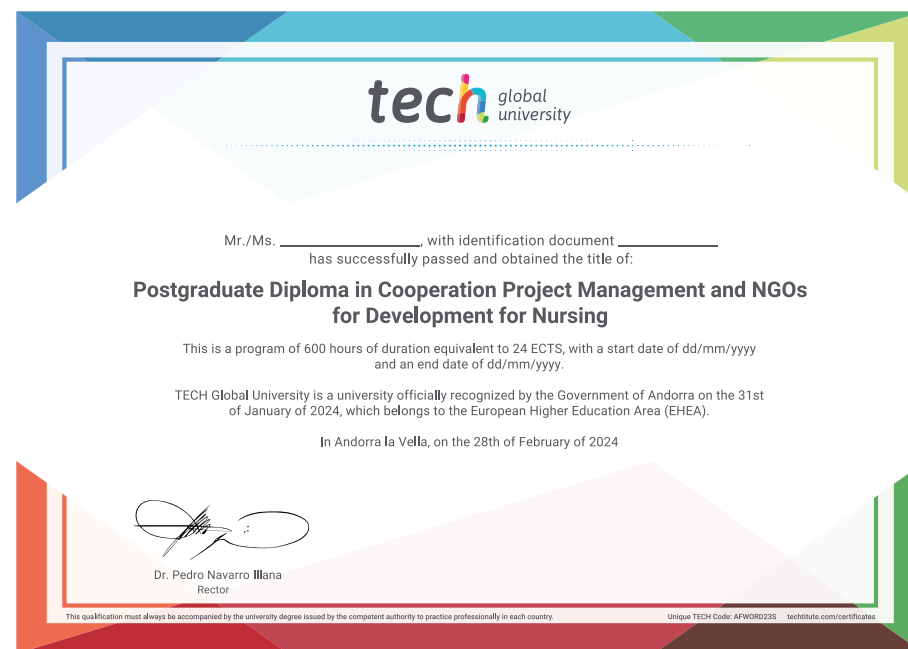 tech global university
Mr./Ms. ____________________, with identification document ______________
has successfully passed and obtained the title of:
Postgraduate Diploma in Cooperation Project Management and NGOs
for Development for Nursing
This is a program of 600 hours of duration equivalent to 24 ECTS, with a start date of dd/mm/yyyy
and an end date of dd/mm/yyyy.
TECH Global University is a university officially recognized by the Government of Andorra on the 31st
of January of 2024, which belongs to the European Higher Education Area (EHEA).
In Andorra la Vella, on the 28th of February of 2024
Dr. Pedro Navarro Illana
Rector
This qualification must always be accompanied by the university degree issued by the competent authority to practice professionally in each country.
Unique TECH Code: AFWORD23S techtitute.com/certificates